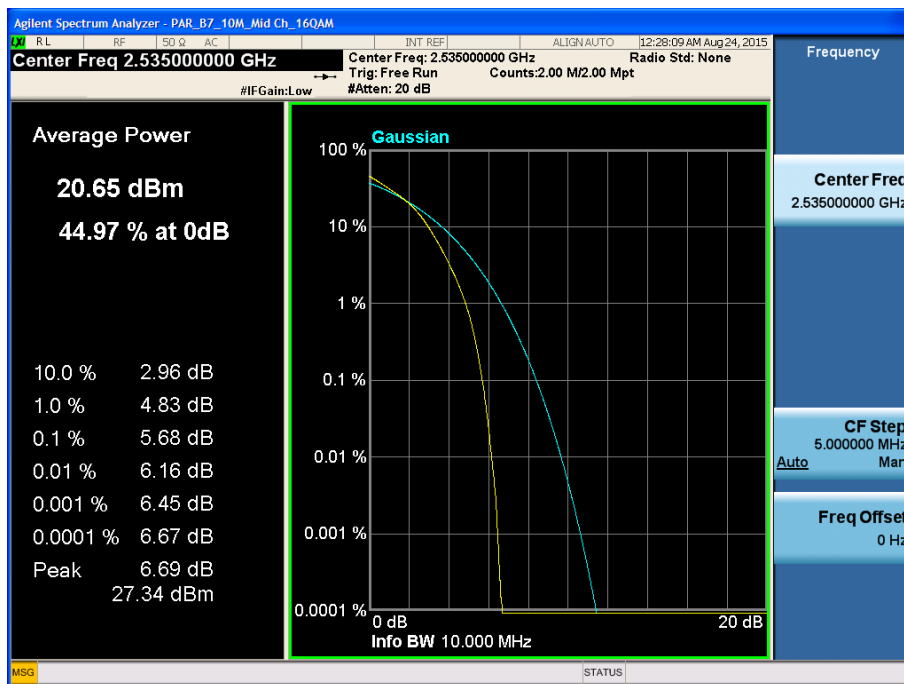 Agilent Spectrum Analyzer - PAR_B7_10M_Mid Ch_16QAM
LXI RL RF 50 Ω AC INT REF ALIGN AUTO 12:28:09 AM Aug 24, 2015
Center Freq 2.535000000 GHz
Center Freq: 2.535000000 GHz Radio Std: None
Trig: Free Run Counts:2.00 M/2.00 Mpt
#IFGain:Low #Atten: 20 dB
Average Power
20.65 dBm
44.97 % at 0dB
10.0 % 2.96 dB
1.0 % 4.83 dB
0.1 % 5.68 dB
0.01 % 6.16 dB
0.001 % 6.45 dB
0.0001 % 6.67 dB
Peak 6.69 dB
27.34 dBm
Gaussian
100 %
10 %
1 %
0.1 %
0.01 %
0.001 %
0.0001 %
0 dB 20 dB
Info BW 10.000 MHz
Frequency
Center Freq
2.535000000 GHz
CF Step
5.000000 MHz
Auto Man
Freq Offset
0 Hz
MSG STATUS